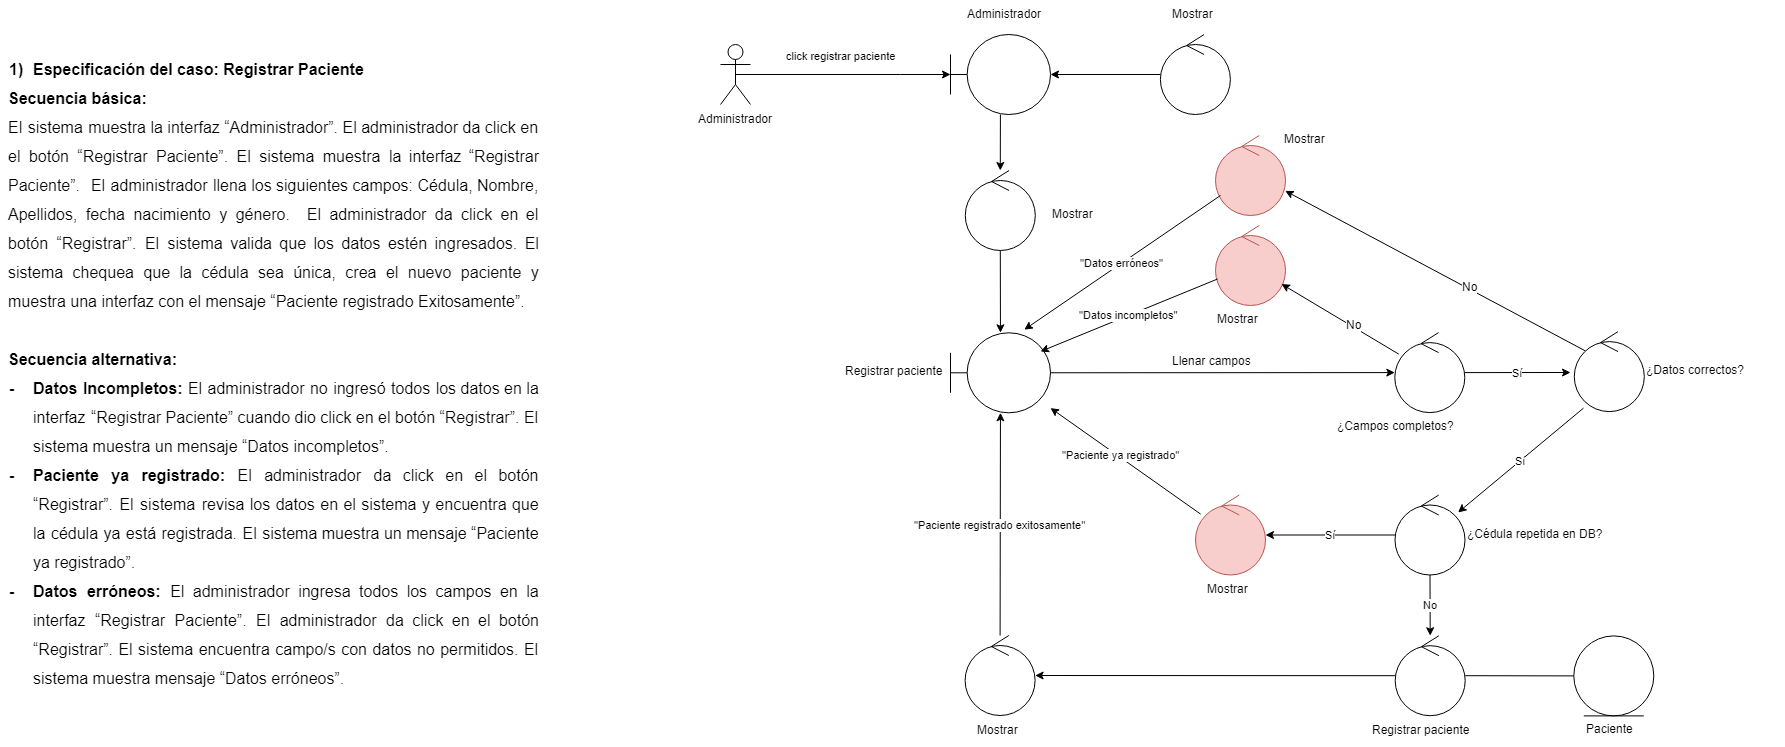 1) Especificación del caso: Registrar Paciente
Secuencia básica:
El sistema muestra la interfaz “Administrador”. El administrador da click en
el botón “Registrar Paciente”. El sistema muestra la interfaz “Registrar
Paciente”. El administrador llena los siguientes campos: Cédula, Nombre,
Apellidos, fecha nacimiento y género. El administrador da click en el
botón “Registrar”. El sistema valida que los datos estén ingresados. El
sistema chequea que la cédula sea única, crea el nuevo paciente y
muestra una interfaz con el mensaje “Paciente registrado Exitosamente”.
Secuencia alternativa:
- Datos Incompletos: El administrador no ingresó todos los datos en la
interfaz “Registrar Paciente” cuando dio click en el botón “Registrar”. El
sistema muestra un mensaje “Datos incompletos”.
- Paciente ya registrado: El administrador da click en el botón
“Registrar”. El sistema revisa los datos en el sistema y encuentra que
la cédula ya está registrada. El sistema muestra un mensaje “Paciente
ya registrado”.
- Datos erróneos: El administrador ingresa todos los campos en la
interfaz “Registrar Paciente”. El administrador da click en el botón
“Registrar”. El sistema encuentra campo/s con datos no permitidos. El
sistema muestra mensaje “Datos erróneos”.
Administrador
Mostrar
click registrar paciente
Administrador
Mostrar
Mostrar
"Datos erróneos"
No
"Datos incompletos"
Mostrar
No
Llenar campos
Registrar paciente
Sí
¿Datos correctos?
¿Campos completos?
"Paciente ya registrado"
Sí
"Paciente registrado exitosamente"
Sí
¿Cédula repetida en DB?
Mostrar
No
Mostrar
Registrar paciente
Paciente